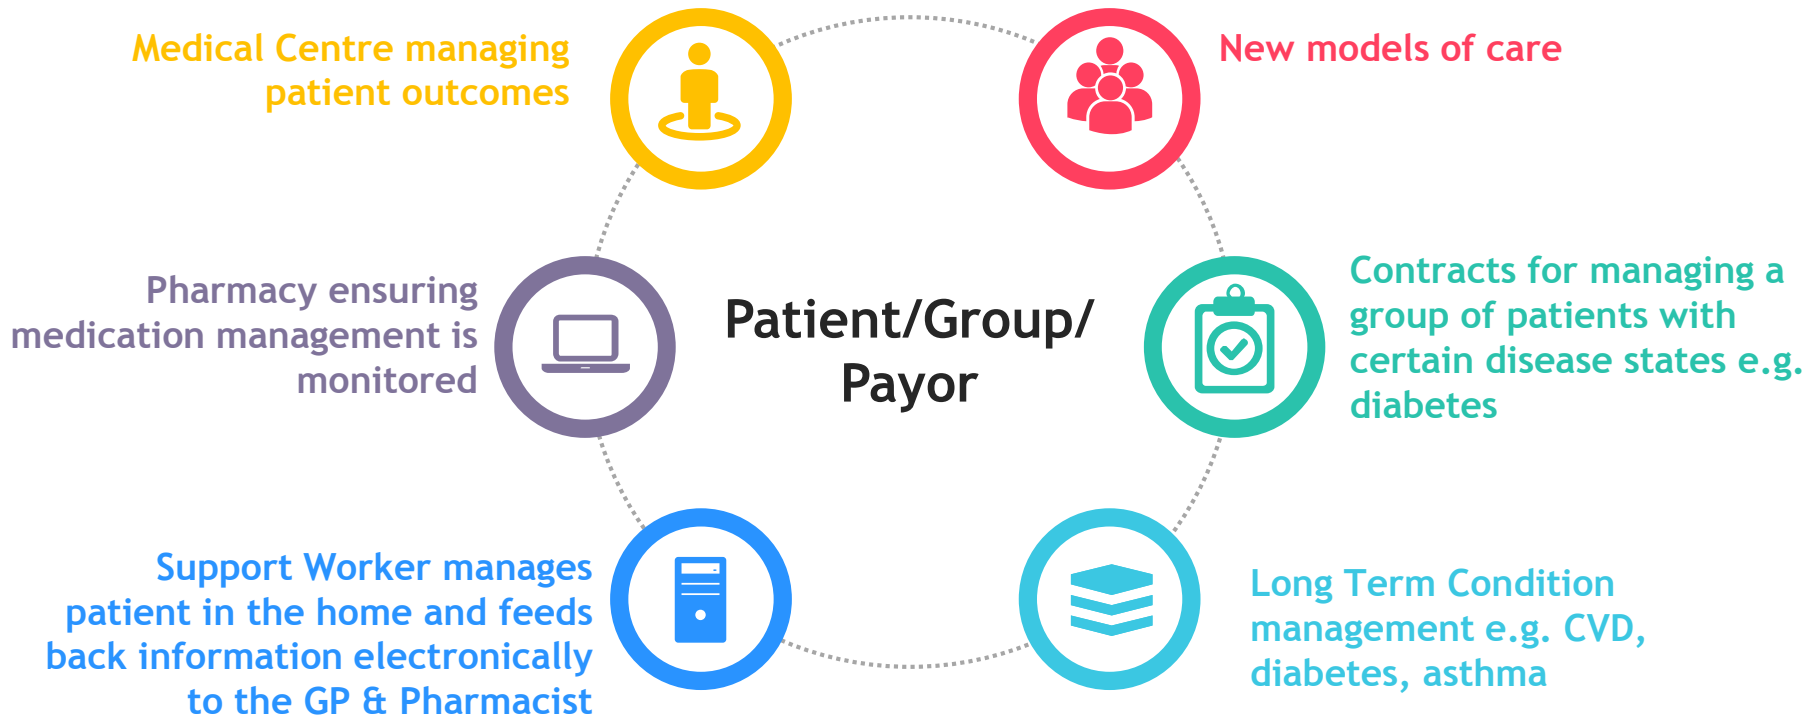 Medical Centre managing
patient outcomes
New models of care
Pharmacy ensuring
medication management is
monitored
Patient/Group/
Payor
Contracts for managing a
group of patients with
certain disease states e.g.
diabetes
Support Worker manages
patient in the home and feeds
back information electronically
to the GP & Pharmacist
Long Term Condition
management e.g. CVD,
diabetes, asthma